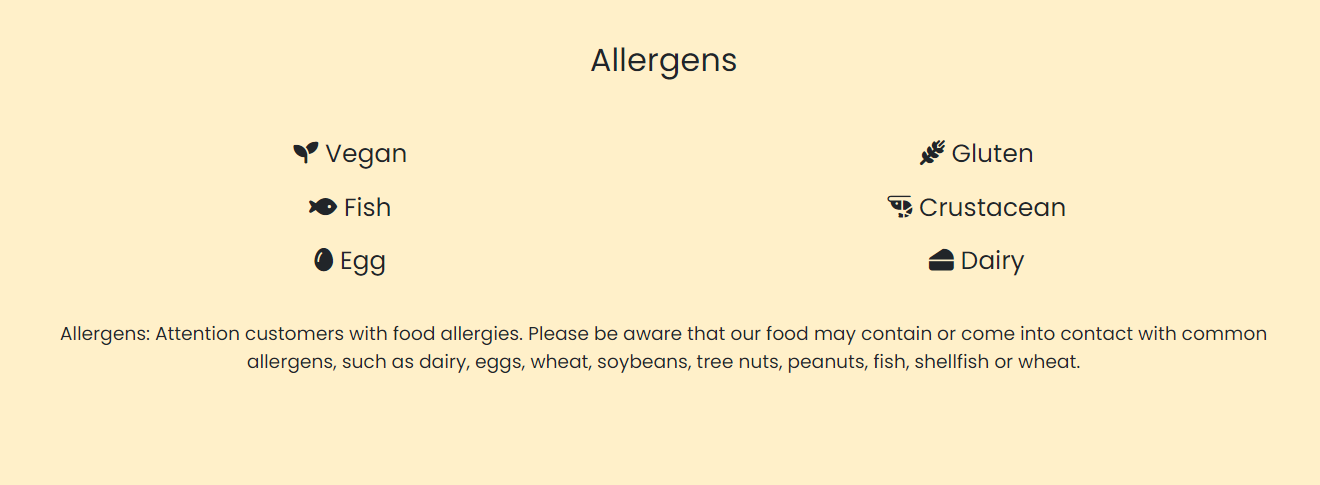 Allergens
Vegan
Fish
Egg
Gluten
Crustacean
Dairy
Allergens: Attention customers with food allergies. Please be aware that our food may contain or come into contact with common
allergens, such as dairy, eggs, wheat, soybeans, tree nuts, peanuts, fish, shellfish or wheat.